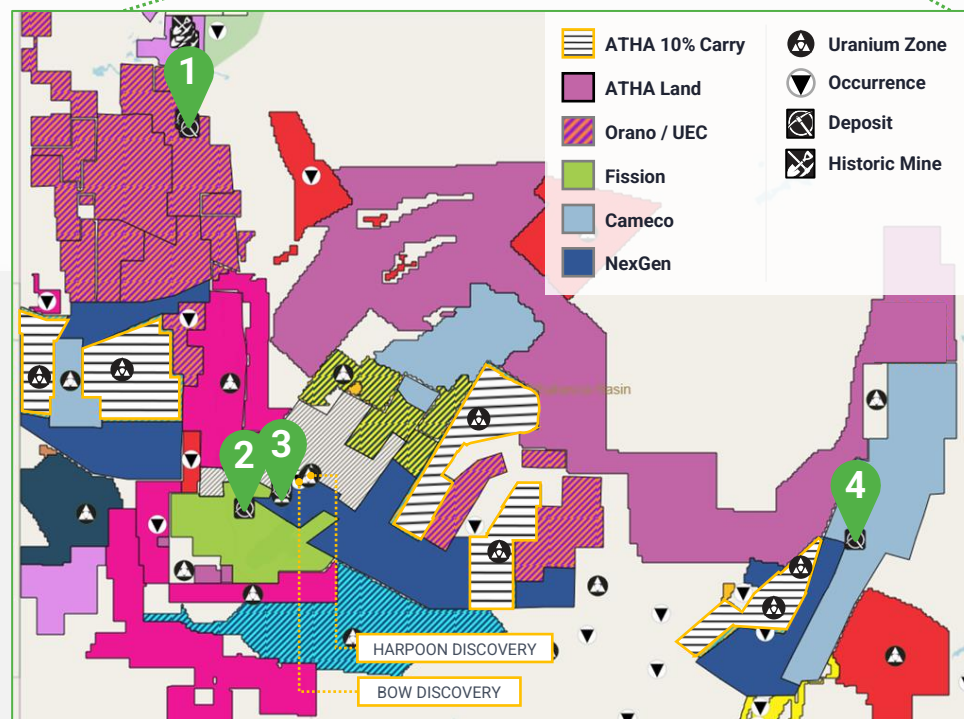 1
2
3
4
ATHA 10% Carry
ATHA Land
Orano / UEC
Fission
Cameco
NexGen
Uranium Zone
Occurrence
Deposit
Historic Mine
HARPOON DISCOVERY
BOW DISCOVERY